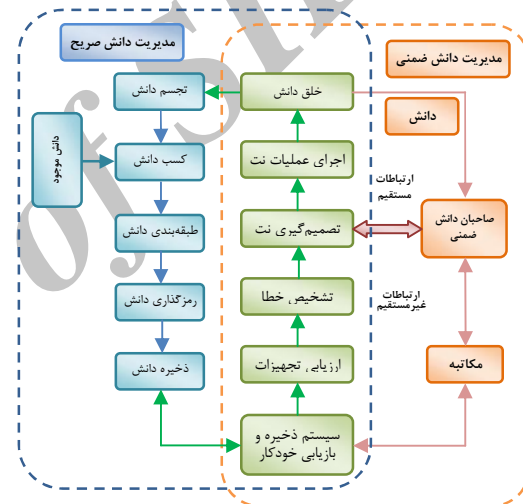 مدیریت دانش صریح
مدیریت دانش ضمنی
دانش
تجسم دانش
کسب دانش
دانش موجود
طبقه‌بندی دانش
رمزگذاری دانش
ذخیره دانش
خلق دانش
اجرای عملیات نت
تصمیم‌گیری نت
تشخیص خطا
ارزیابی تجهیزات
سیستم ذخیره و
بازیابی خودکار
ارتباطات
مستقیم
ارتباطات
غیرمستقیم
صاحبان دانش
ضمنی
مکاتبه
of SI